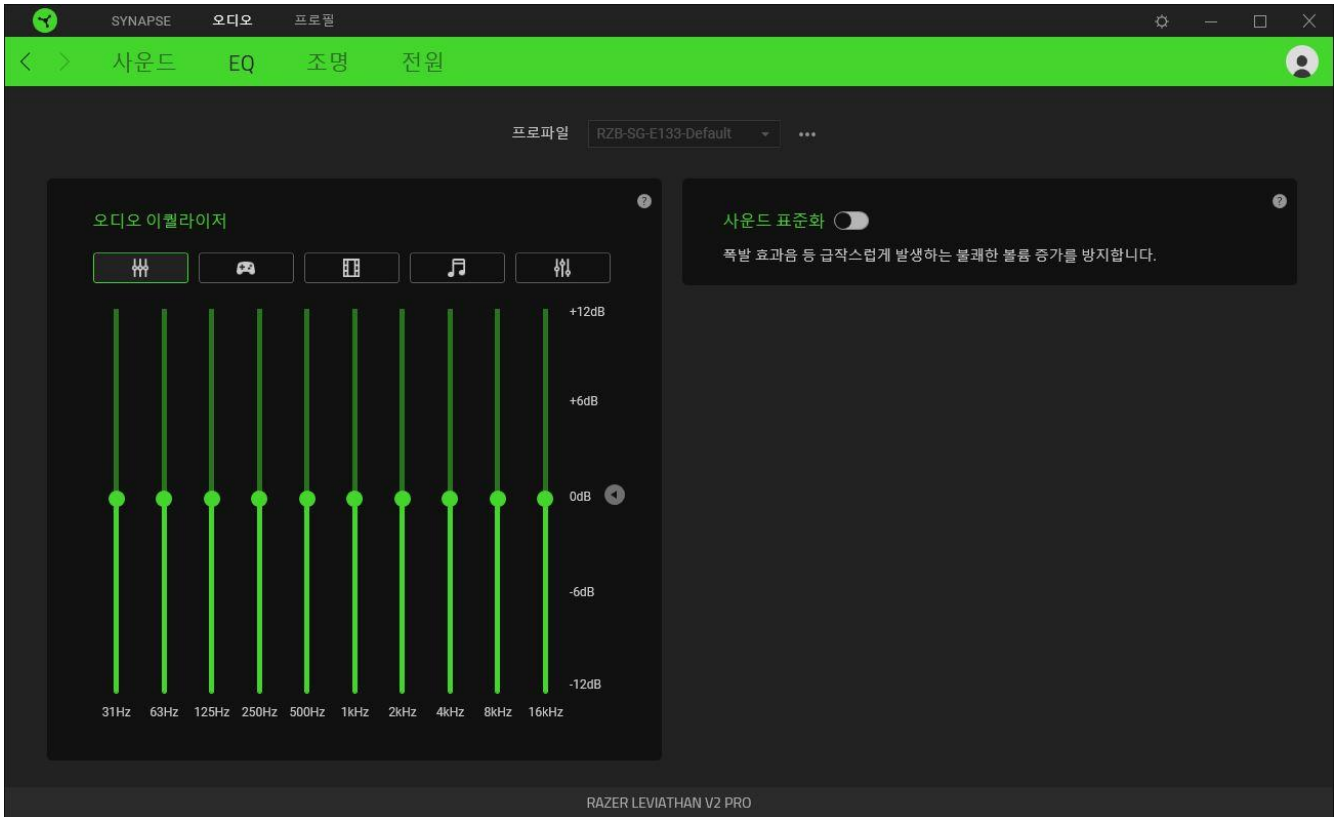 SYNAPSE 오디오 프로필
사운드 EQ 조명 전원
프로파일 RZB-SG-E133-Default
오디오 이퀄라이저
+12dB
+6dB
0dB
-6dB
-12dB
31Hz 63Hz 125Hz 250Hz 500Hz 1kHz 2kHz 4kHz 8kHz 16kHz
사운드 표준화
폭발 효과음 등 급작스럽게 발생하는 불쾌한 볼륨 증가를 방지합니다.
RAZER LEVIATHAN V2 PRO